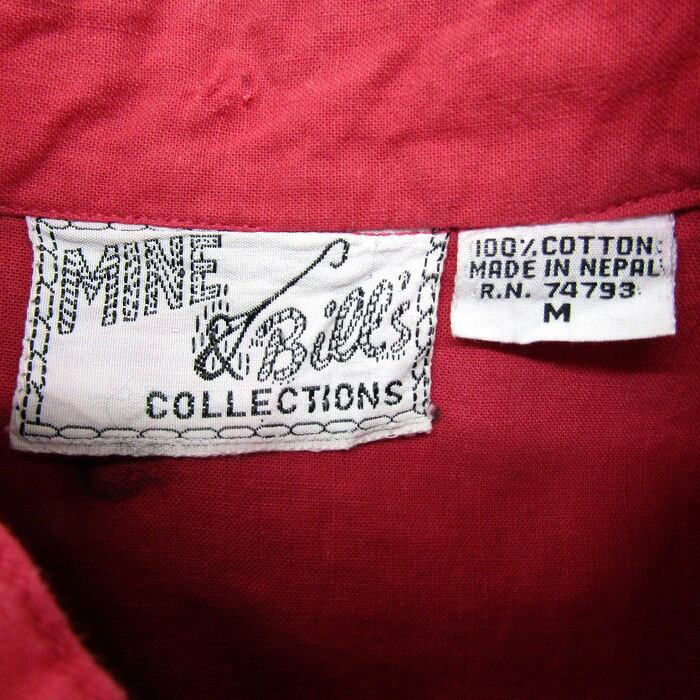 MINE
& Bill's
COLLECTIONS
100% COTTON
MADE IN NEPAL
R.N. 74793
M